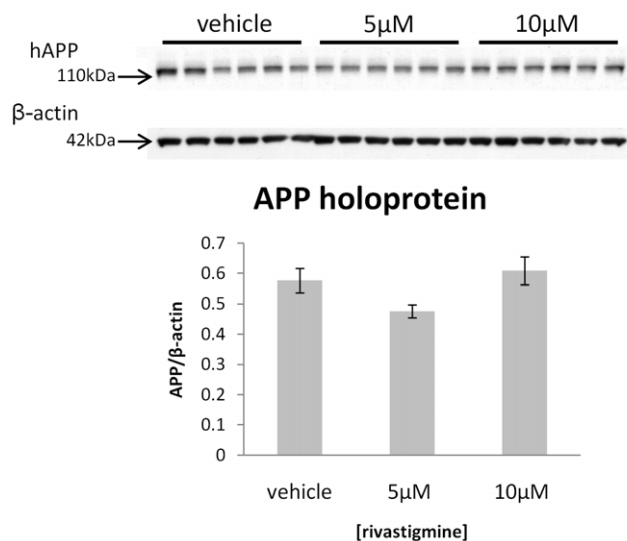 vehicle 5µM 10µM
hAPP
110kDa
β-actin
42kDa
APP holoprotein
0.7
0.6
0.5
0.4
0.3
0.2
0.1
0
APP/β-actin
vehicle 5µM 10µM
[rivastigmine]